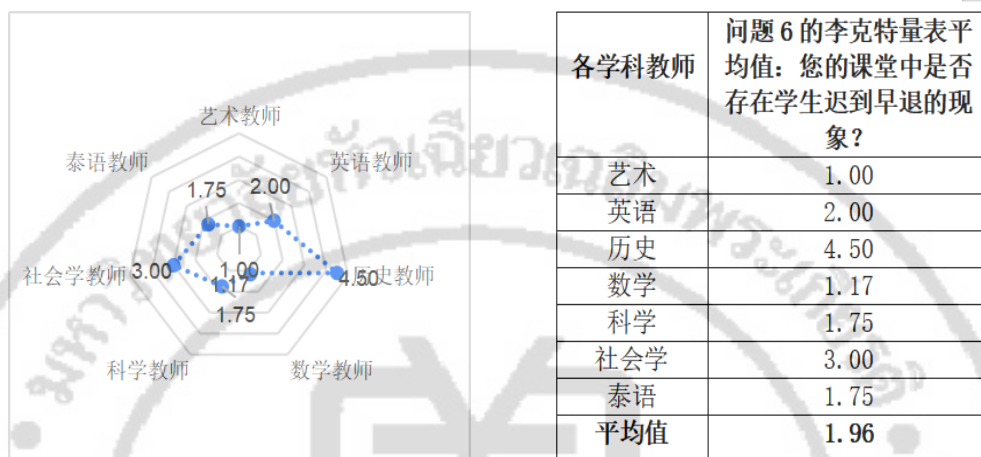 艺术教师
泰语教师
英语教师
1.75
2.00
社会学教师
3.00
1.00
4.50
史教师
1.17
1.75
科学教师
数学教师
各学科教师
问题 6 的李克特量表平
均值：您的课堂中是否
存在学生迟到早退的现
象？
艺术 1.00
英语 2.00
历史 4.50
数学 1.17
科学 1.75
社会学 3.00
泰语 1.75
平均值 1.96